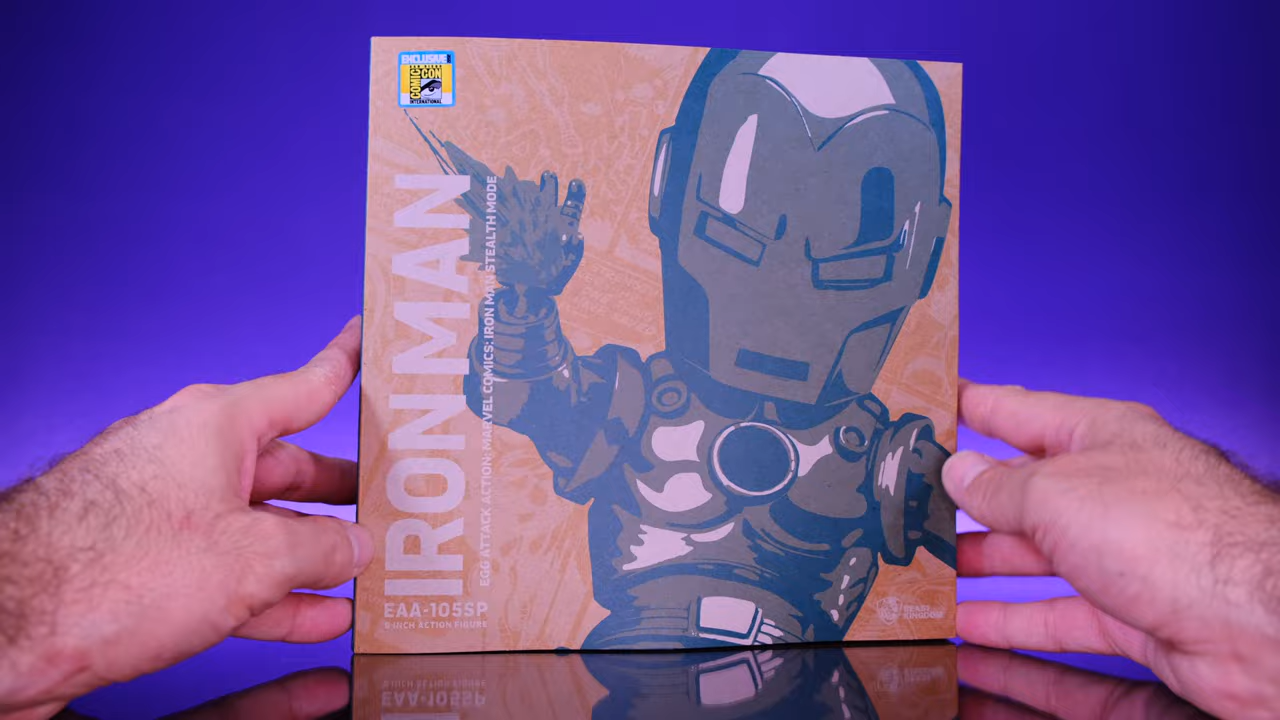 EXCLUSIVE
COMIC CON
INTERNATIONAL
IRON MAN
EGG ATTACK ACTION: MARVEL COMICS: IRON MAN STEALTH MODE
EAA-105SP
6-INCH ACTION FIGURE
BEAST
KINGDOM